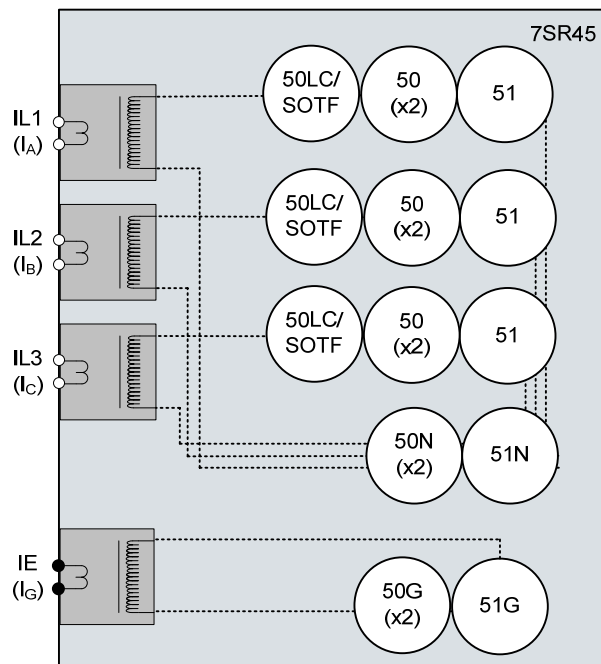 7SR45
IL1
(IA)
50LC/
SOTF
50
(x2)
51
IL2
(IB)
50LC/
SOTF
50
(x2)
51
IL3
(IC)
50LC/
SOTF
50
(x2)
51
50N
(x2)
51N
IE
(IG)
50G
(x2)
51G